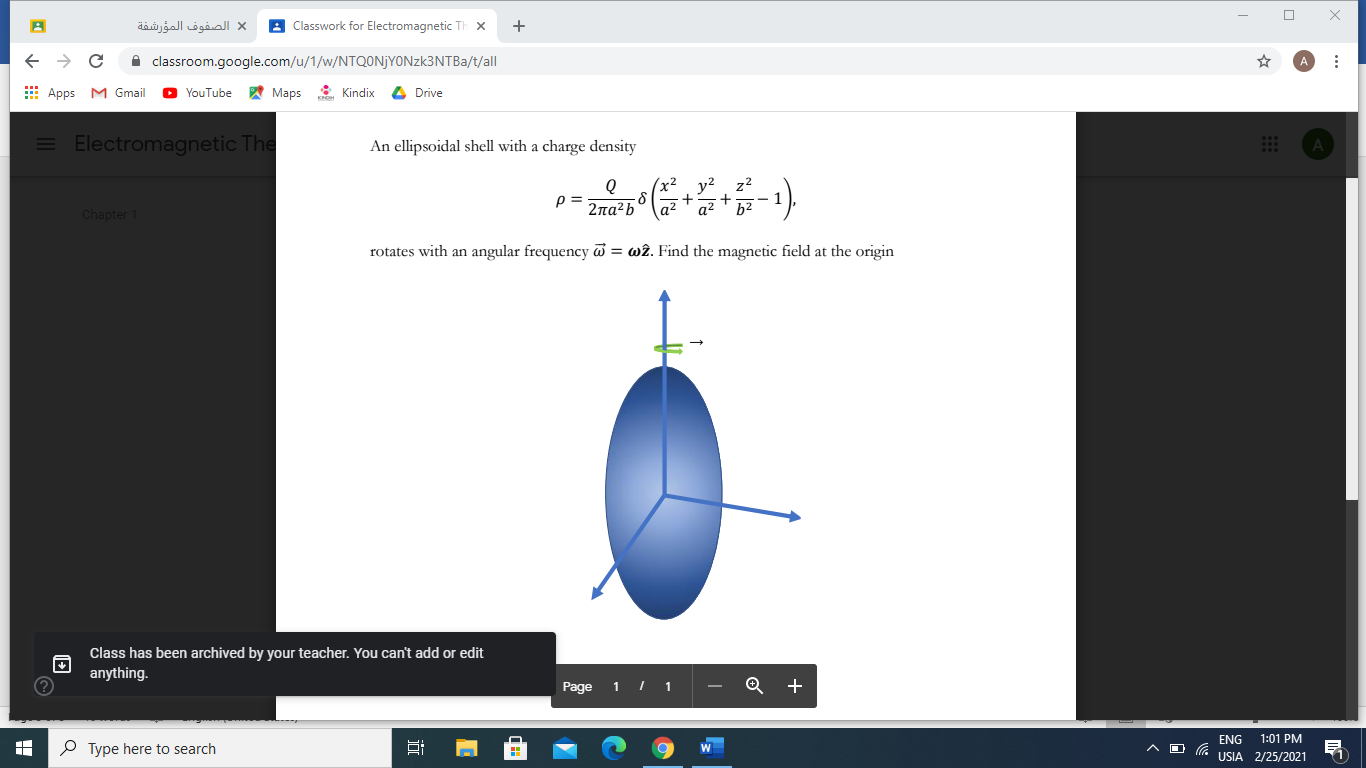 الصفوف المؤرشفة
Classwork for Electromagnetic Th
classroom.google.com/u/1/w/NTQ0NjY0Nzk3NTBa/t/all
A
Apps Gmail YouTube Maps Kindix Drive
Electromagnetic The
A
Chapter 1
An ellipsoidal shell with a charge density
ρ = Q / 2πa²b δ(x²/a² + y²/a² + z²/b² − 1),
rotates with an angular frequency ω⃗ = ωẑ. Find the magnetic field at the origin
→
Class has been archived by your teacher. You can't add or edit
anything.
Page 1 / 1
Type here to search
ENG 1:01 PM
USIA 2/25/2021
1